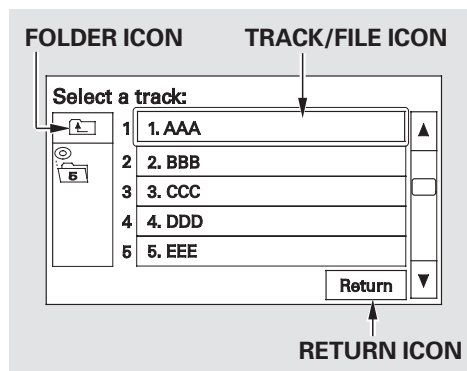 FOLDER ICON TRACK/FILE ICON
Select a track:
1 1. AAA
2 2. BBB
5
3 3. CCC
4 4. DDD
5 5. EEE
Return
RETURN ICON